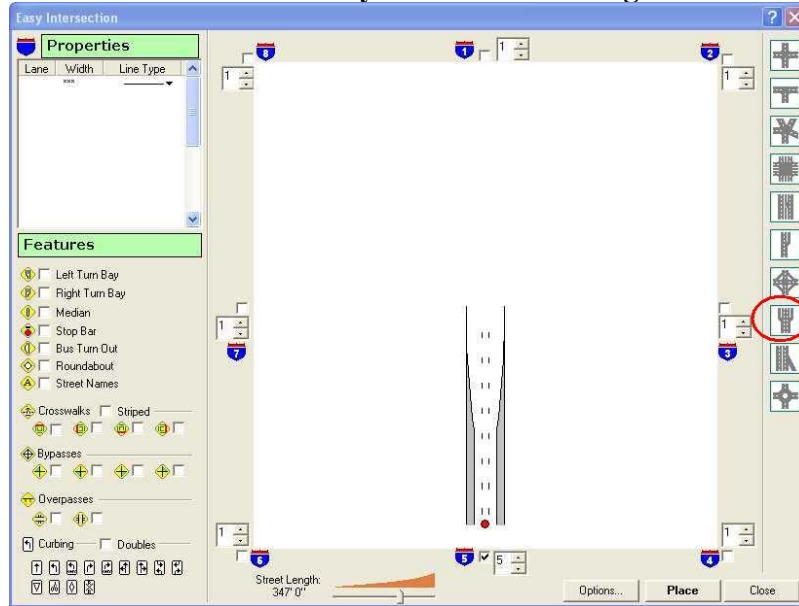 Easy Intersection
Properties
Lane Width Line Type
***
8
1
1
1
2
1
1
7
1
3
1
6
5
5
1
4
Features
Left Turn Bay
Right Turn Bay
Median
Stop Bar
Bus Turn Out
Roundabout
A Street Names
Crosswalks Striped
Bypasses
Overpasses
Curbing Doubles
Street Length:
347' 0"
Options... Place Close